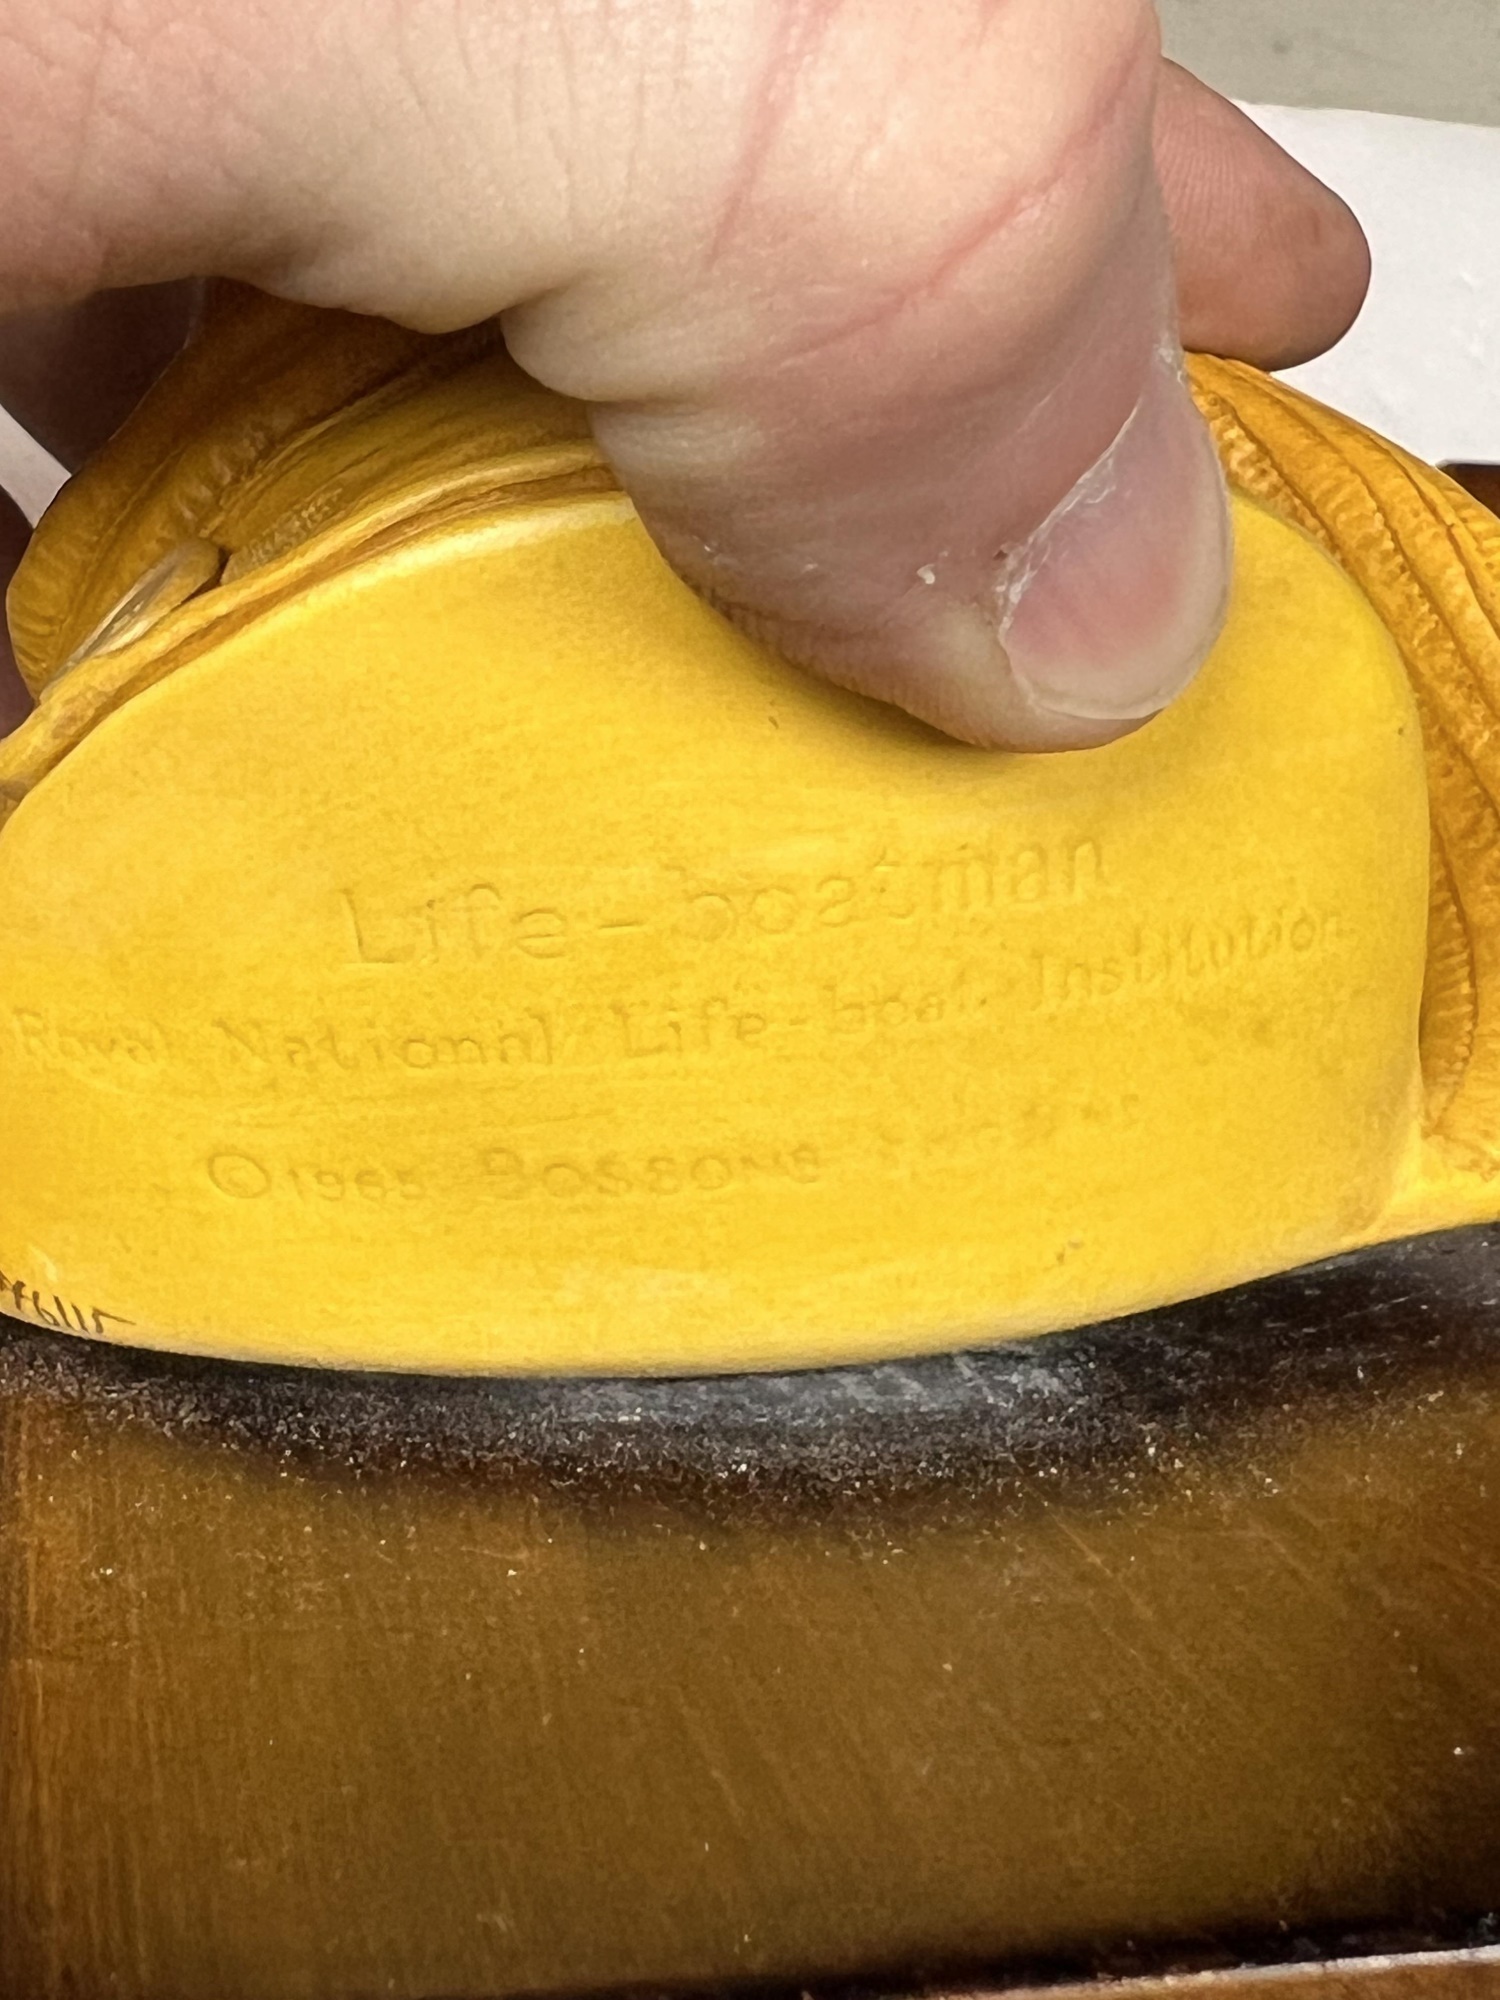 Life-boatman
Royal National Life-boat Institution
©1965 BOSSONS